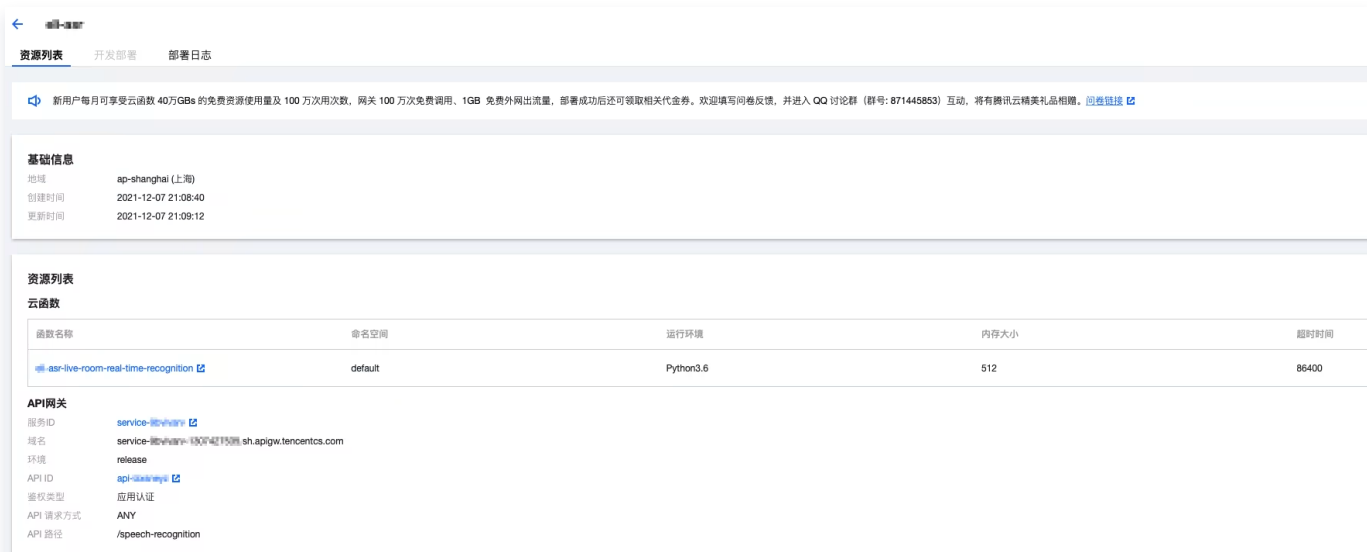 资源列表 开发部署 部署日志
新用户每月可享受云函数 40万GBs 的免费资源使用量及 100 万次用次数，网关 100 万次免费调用、1GB 免费外网出流量，部署成功后还可领取相关代金券。欢迎填写问卷反馈，并进入 QQ 讨论群（群号: 871445853）互动，将有腾讯云精美礼品相赠。问卷链接
基础信息
地域 ap-shanghai (上海)
创建时间 2021-12-07 21:08:40
更新时间 2021-12-07 21:09:12
资源列表
云函数
函数名称 命名空间 运行环境 内存大小 超时时间
-asr-live-room-real-time-recognition default Python3.6 512 86400
API网关
服务ID service-
域名 service- .sh.apigw.tencentcs.com
环境 release
API ID api-
鉴权类型 应用认证
API 请求方式 ANY
API 路径 /speech-recognition